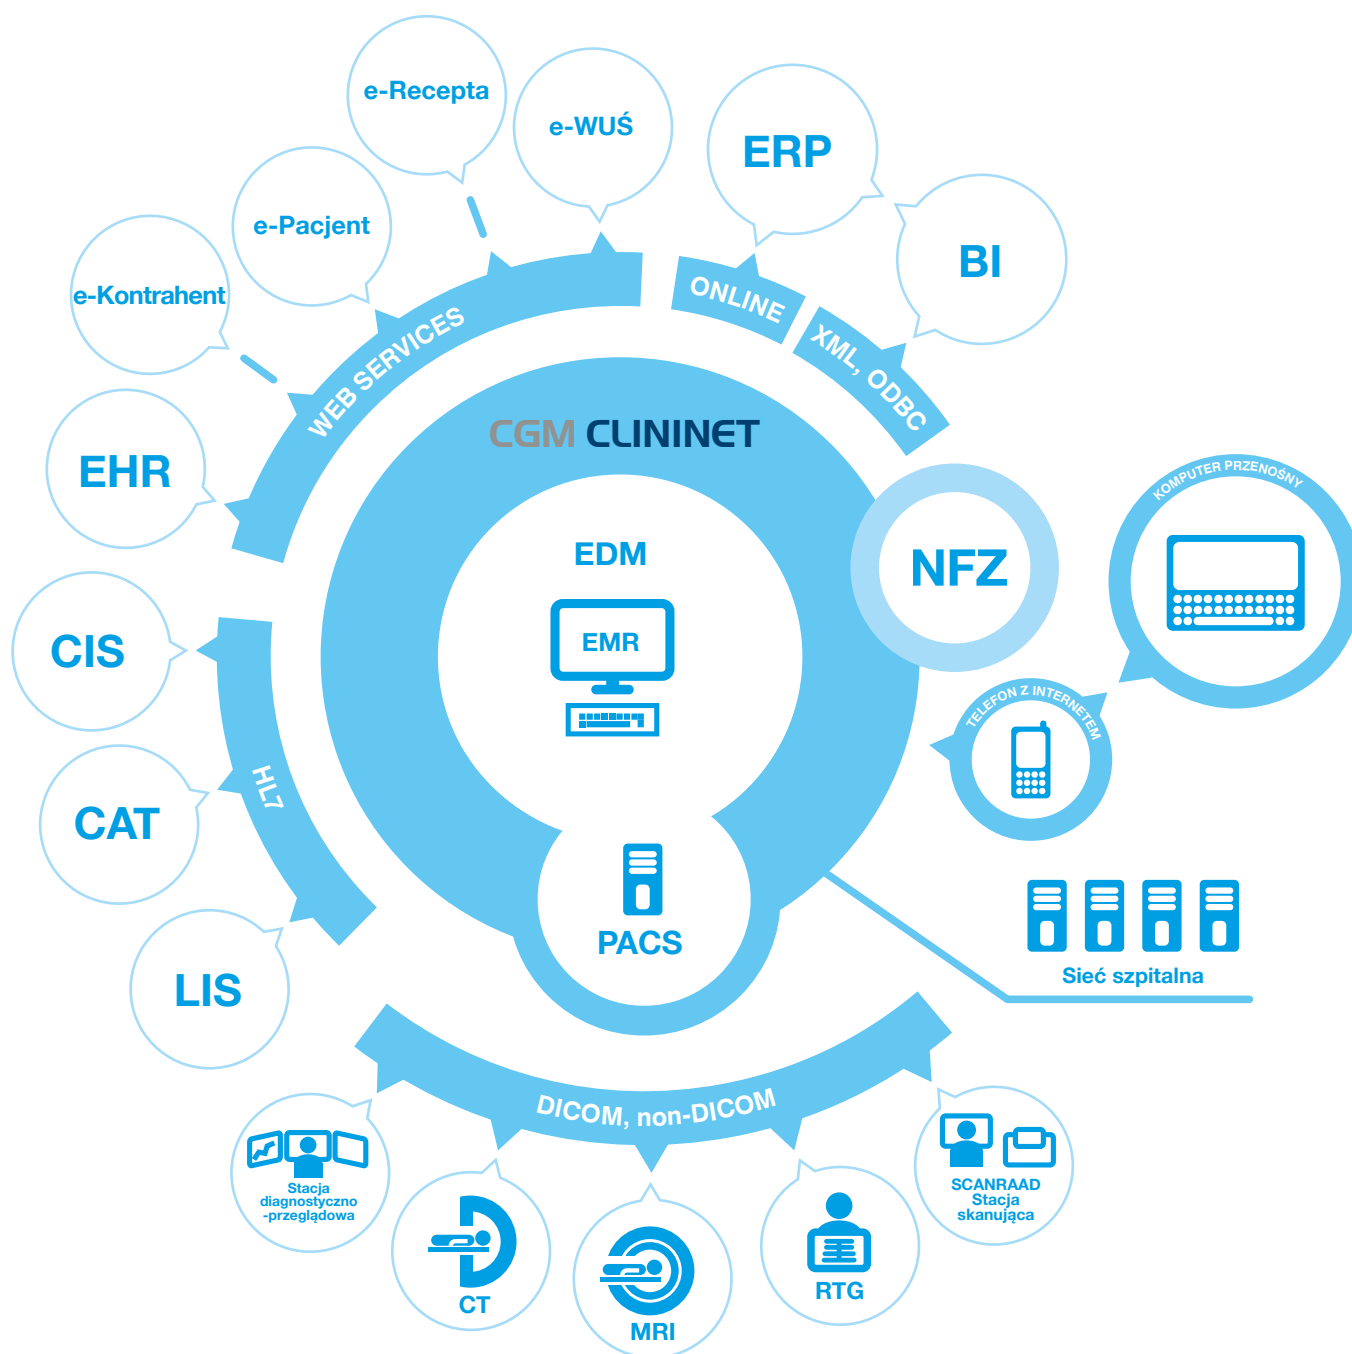 e-Recepta
e-WUŚ
ERP
e-Pacjent
BI
e-Kontrahent
ONLINE
XML, ODBC
WEB SERVICES
CGM CLININET
EHR
KOMPUTER PRZENOŚNY
NFZ
EDM
EMR
CIS
TELEFON Z INTERNETEM
HL7
CAT
PACS
LIS
Sieć szpitalna
DICOM, non-DICOM
Stacja
diagnostyczno
-przeglądowa
CT
MRI
RTG
SCANRAAD
Stacja
skanująca